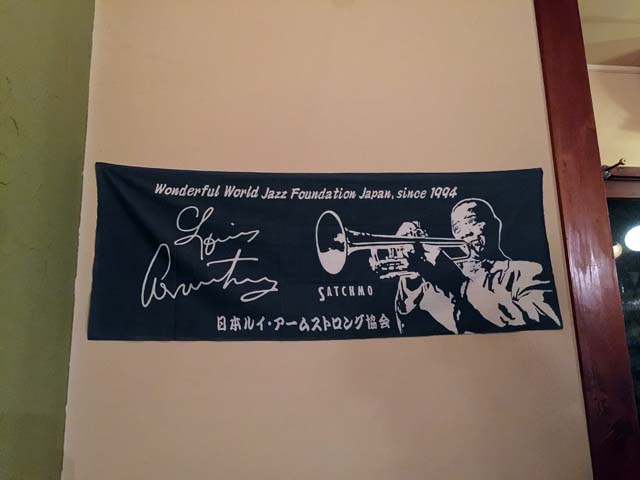 Wonderful World Jazz Foundation Japan, since 1994
Louis
Armstrong
SATCHMO
日本ルイ・アームストロング協会